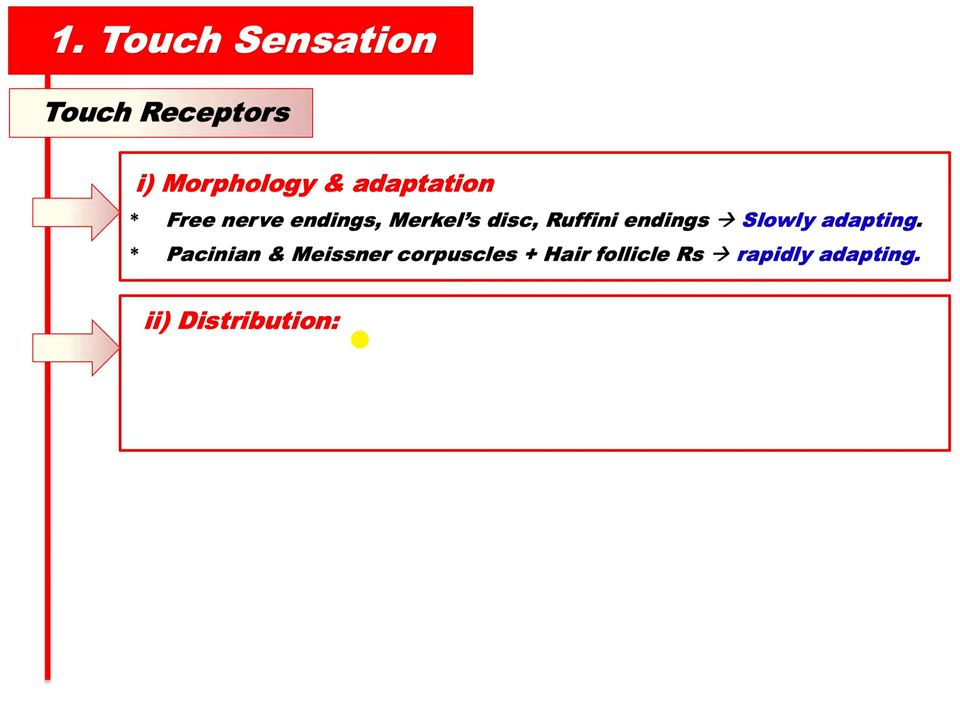 1. Touch Sensation
Touch Receptors
i) Morphology & adaptation
* Free nerve endings, Merkel’s disc, Ruffini endings → Slowly adapting.
* Pacinian & Meissner corpuscles + Hair follicle Rs → rapidly adapting.
ii) Distribution: